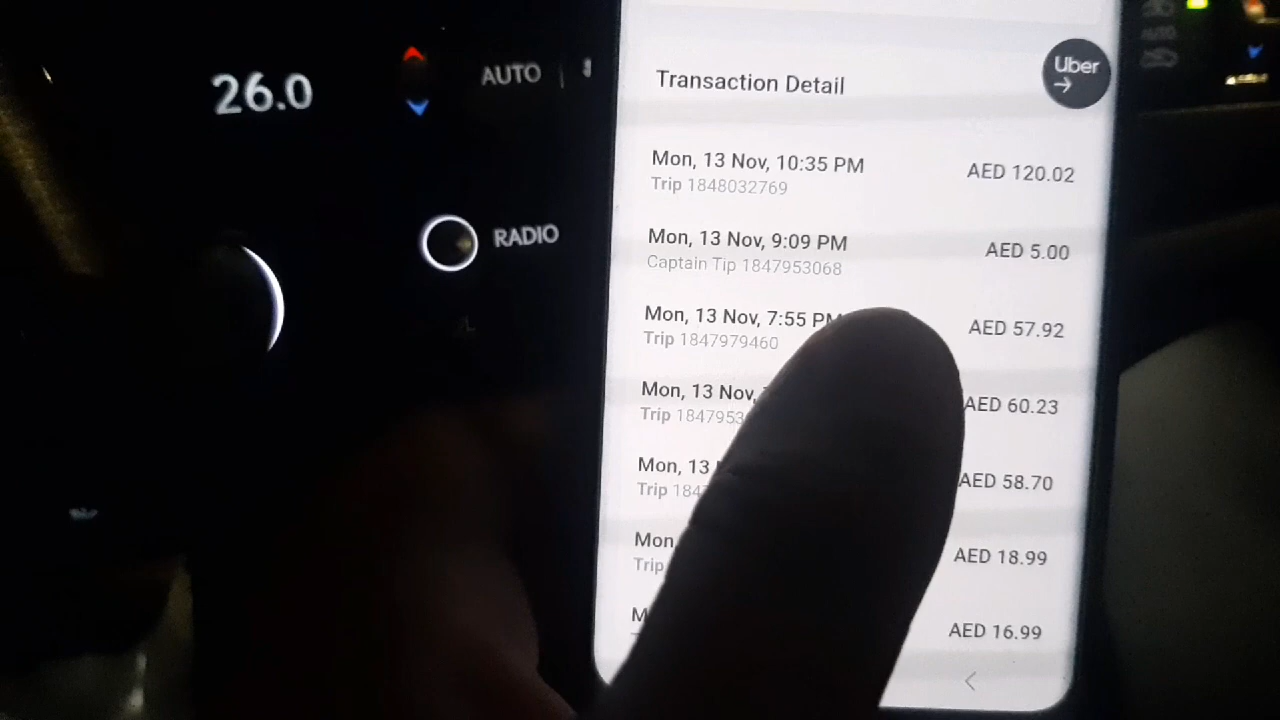 26.0
AUTO
RADIO
Transaction Detail
Uber
Mon, 13 Nov, 10:35 PM
AED 120.02
Trip 1848032769
Mon, 13 Nov, 9:09 PM
AED 5.00
Captain Tip 1847953068
Mon, 13 Nov, 7:55 PM
AED 57.92
Trip 1847979460
Mon, 13 Nov,
AED 60.23
Trip
Mon, 13
AED 58.70
Trip
Mon,
AED 18.99
Trip
AED 16.99
AUTO